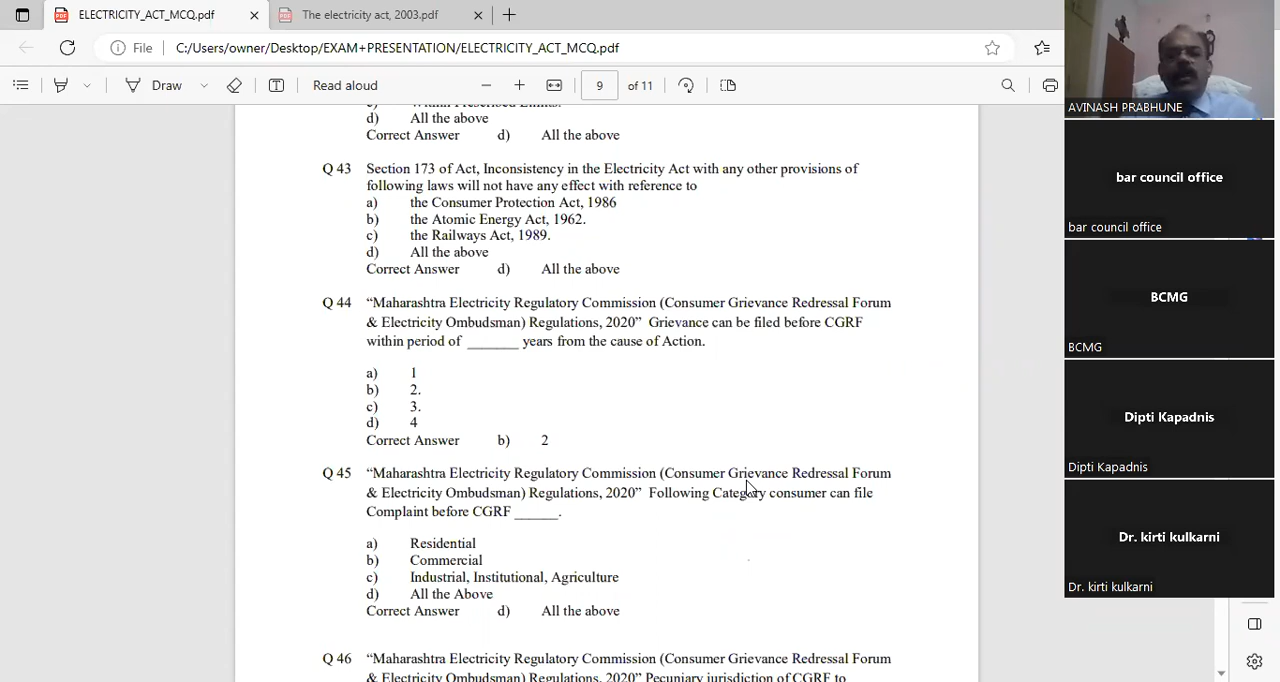 ELECTRICITY_ACT_MCQ.pdf
The electricity act, 2003.pdf
File C:/Users/owner/Desktop/EXAM+PRESENTATION/ELECTRICITY_ACT_MCQ.pdf
Draw Read aloud 9 of 11
d) All the above
Correct Answer d) All the above
Q 43 Section 173 of Act, Inconsistency in the Electricity Act with any other provisions of
following laws will not have any effect with reference to
a) the Consumer Protection Act, 1986
b) the Atomic Energy Act, 1962.
c) the Railways Act, 1989.
d) All the above
Correct Answer d) All the above
Q 44 “Maharashtra Electricity Regulatory Commission (Consumer Grievance Redressal Forum
& Electricity Ombudsman) Regulations, 2020” Grievance can be filed before CGRF
within period of _______ years from the cause of Action.
a) 1
b) 2.
c) 3.
d) 4
Correct Answer b) 2
Q 45 “Maharashtra Electricity Regulatory Commission (Consumer Grievance Redressal Forum
& Electricity Ombudsman) Regulations, 2020” Following Category consumer can file
Complaint before CGRF ______.
a) Residential
b) Commercial
c) Industrial, Institutional, Agriculture
d) All the Above
Correct Answer d) All the above
Q 46 “Maharashtra Electricity Regulatory Commission (Consumer Grievance Redressal Forum
& Electricity Ombudsman) Regulations, 2020” Pecuniary jurisdiction of CGRF to
AVINASH PRABHUNE
bar council office
bar council office
BCMG
BCMG
Dipti Kapadnis
Dipti Kapadnis
Dr. kirti kulkarni
Dr. kirti kulkarni